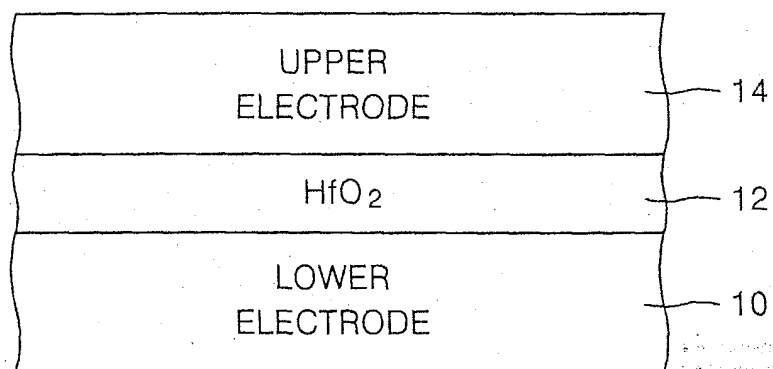 UPPER
ELECTRODE
14
HfO₂
12
LOWER
ELECTRODE
10